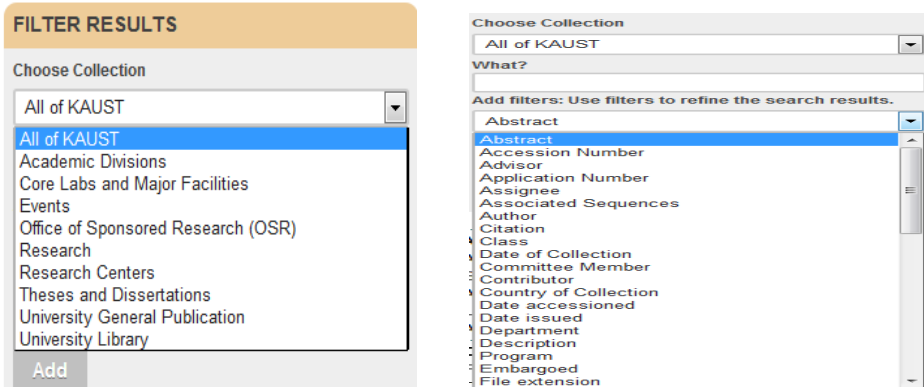 FILTER RESULTS
Choose Collection
All of KAUST
All of KAUST
Academic Divisions
Core Labs and Major Facilities
Events
Office of Sponsored Research (OSR)
Research
Research Centers
Theses and Dissertations
University General Publication
University Library
Add
Choose Collection
All of KAUST
What?
Add filters: Use filters to refine the search results.
Abstract
Abstract
Accession Number
Advisor
Application Number
Assignee
Associated Sequences
Author
Citation
Class
Date of Collection
Committee Member
Contributor
Country of Collection
Date accessioned
Date issued
Department
Description
Program
Embargoed
File extension